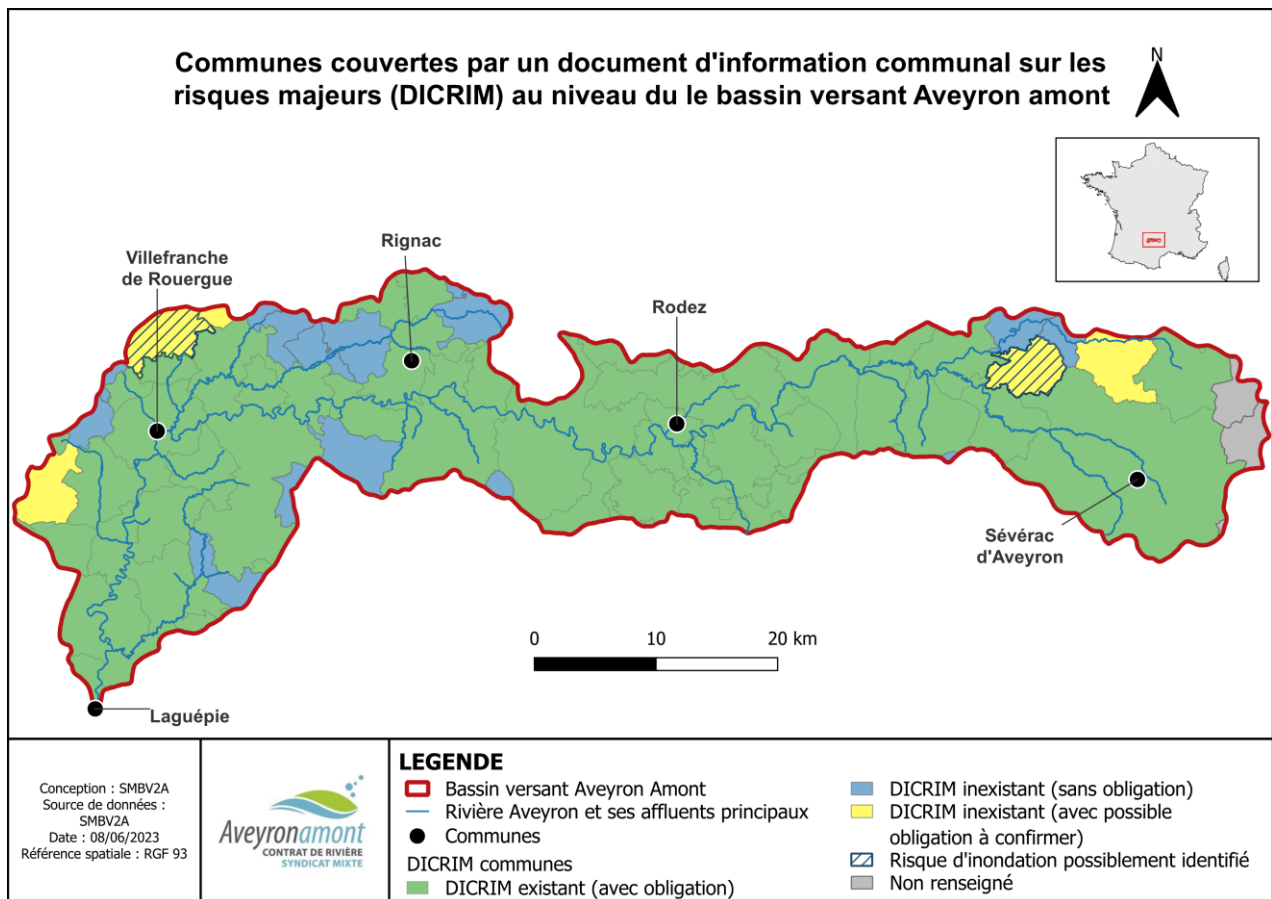 Communes couvertes par un document d'information communal sur les
risques majeurs (DICRIM) au niveau du le bassin versant Aveyron amont
N
Rignac
Villefranche
de Rouergue
Rodez
Sévérac
d'Aveyron
0 10 20 km
Laguépie
Conception : SMBV2A
Source de données :
SMBV2A
Date : 08/06/2023
Référence spatiale : RGF 93
Aveyronamont
CONTRAT DE RIVIÈRE
SYNDICAT MIXTE
LEGENDE
Bassin versant Aveyron Amont
Rivière Aveyron et ses affluents principaux
Communes
DICRIM communes
DICRIM existant (avec obligation)
DICRIM inexistant (sans obligation)
DICRIM inexistant (avec possible
obligation à confirmer)
Risque d'inondation possiblement identifié
Non renseigné